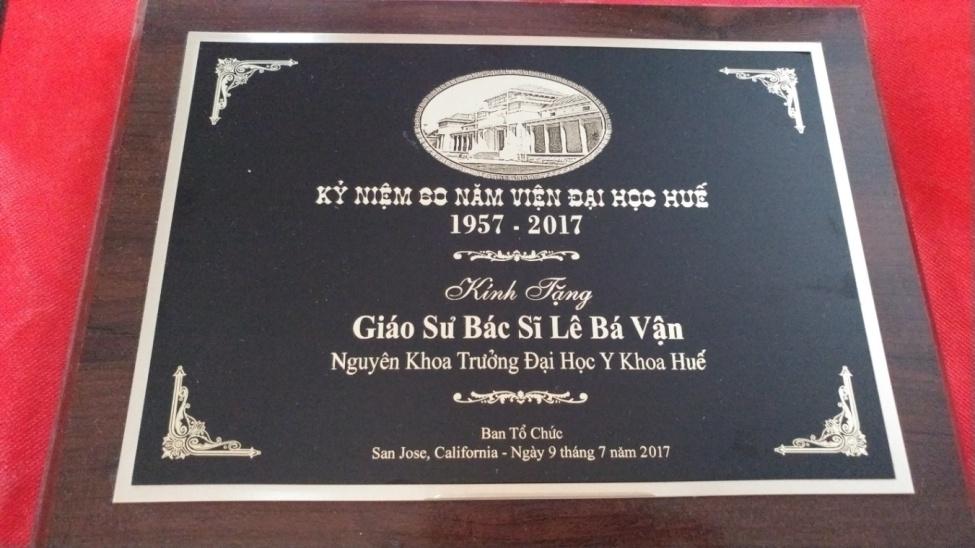 KỶ NIỆM 60 NĂM VIỆN ĐẠI HỌC HUẾ
1957 - 2017
Kính Tặng
Giáo Sư Bác Sĩ Lê Bá Vận
Nguyên Khoa Trưởng Đại Học Y Khoa Huế
Ban Tổ Chức
San Jose, California - Ngày 9 tháng 7 năm 2017